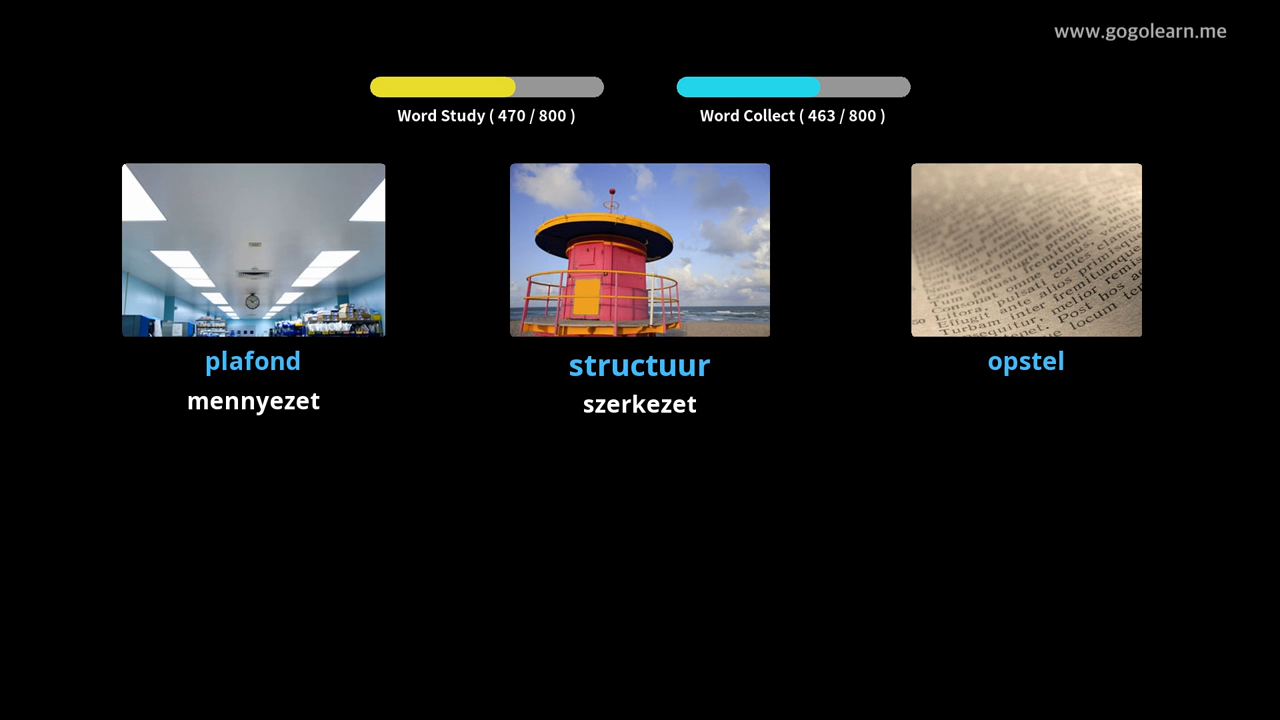 www.gogolearn.me
Word Study ( 470 / 800 )
Word Collect ( 463 / 800 )
plafond
mennyezet
structuur
szerkezet
opstel